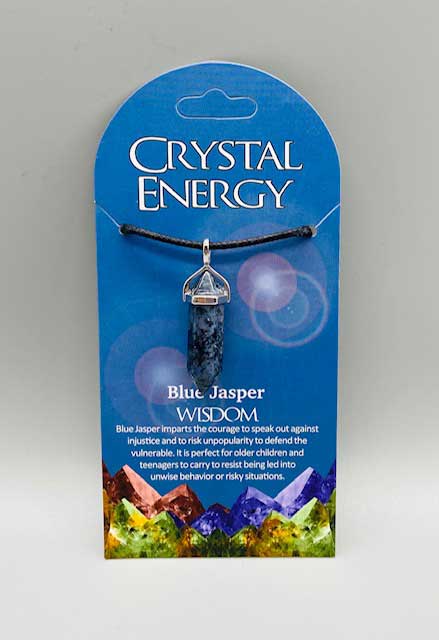 CRYSTAL
ENERGY
Blue Jasper
WISDOM
Blue Jasper imparts the courage to speak out against
injustice and to risk unpopularity to defend the
vulnerable. It is perfect for older children and
teenagers to carry to resist being led into
unwise behavior or risky situations.